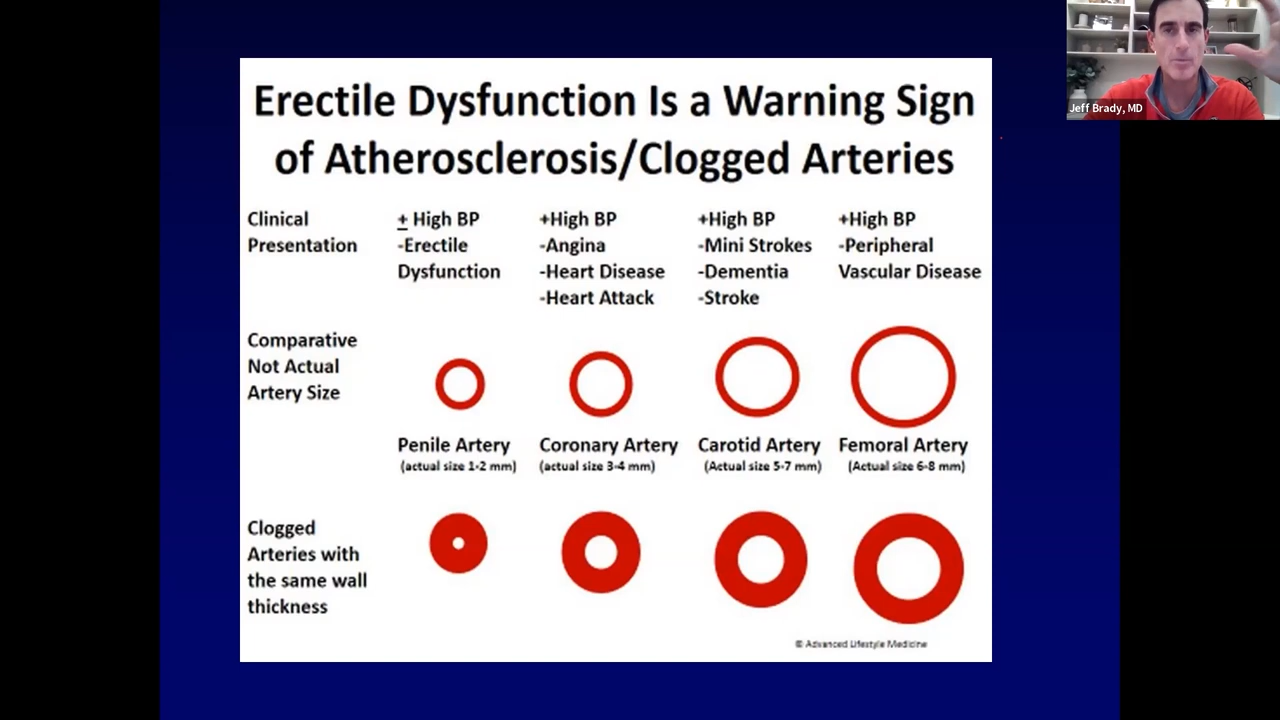 Erectile Dysfunction Is a Warning Sign
of Atherosclerosis/Clogged Arteries
Clinical
Presentation
± High BP
-Erectile
Dysfunction
+High BP
-Angina
-Heart Disease
-Heart Attack
+High BP
-Mini Strokes
-Dementia
-Stroke
+High BP
-Peripheral
Vascular Disease
Comparative
Not Actual
Artery Size
Penile Artery
(actual size 1-2 mm)
Coronary Artery
(actual size 3-4 mm)
Carotid Artery
(Actual size 5-7 mm)
Femoral Artery
(Actual size 6-8 mm)
Clogged
Arteries with
the same wall
thickness
© Advanced Lifestyle Medicine
Jeff Brady, MD